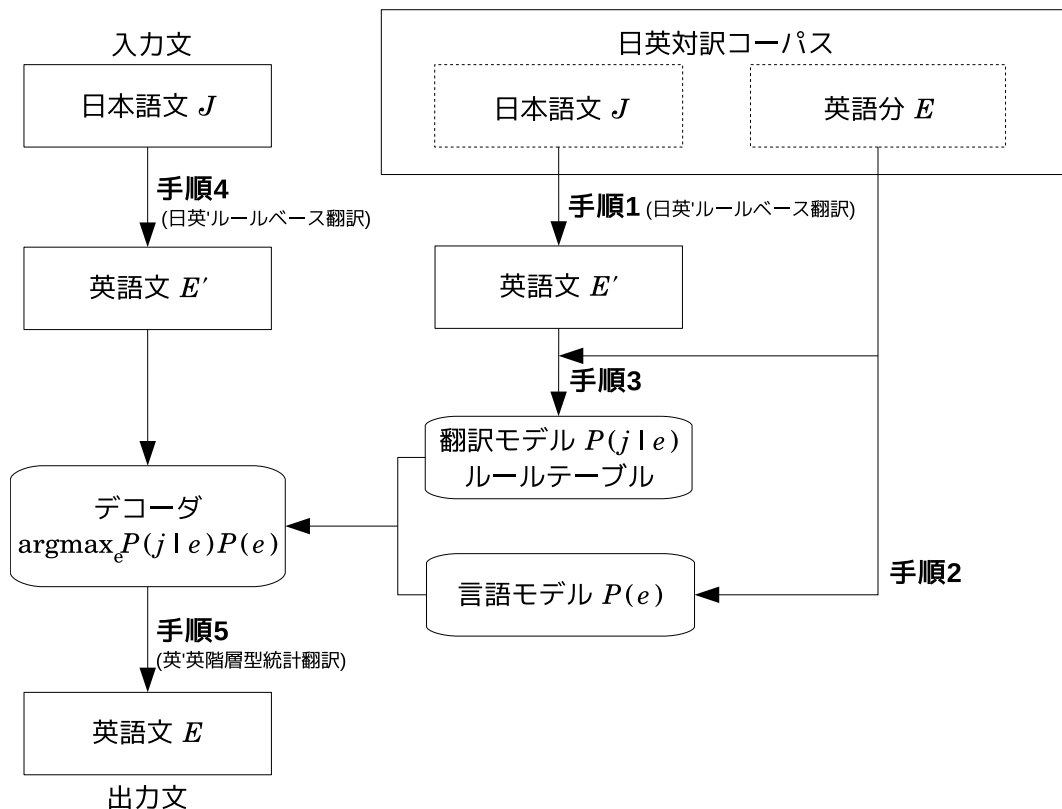 入力文
日本語文 J
手順4
(日英'ルールベース翻訳)
英語文 E′
デコーダ
argmaxₑP(j | e)P(e)
手順5
(英'英階層型統計翻訳)
英語文 E
出力文
日英対訳コーパス
日本語文 J
英語分 E
手順1 (日英'ルールベース翻訳)
英語文 E′
手順3
翻訳モデル P(j | e)
ルールテーブル
言語モデル P(e)
手順2